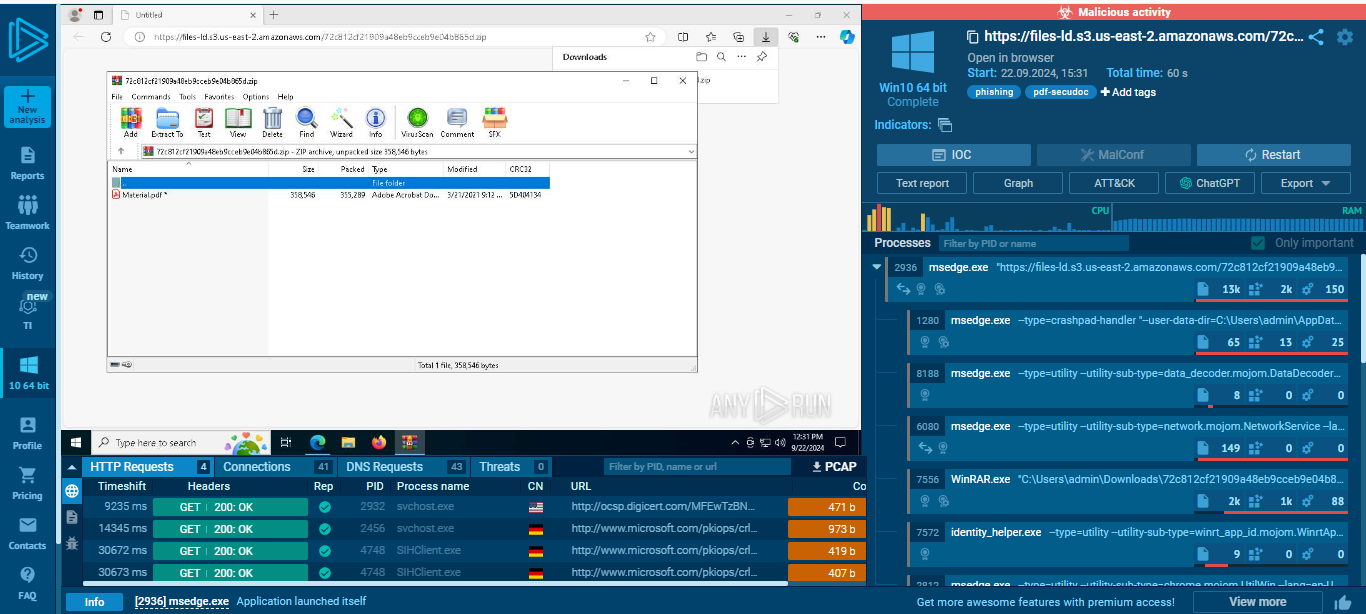 New
analysis
Reports
Teamwork
History
new
TI
10 64 bit
Profile
Pricing
Contacts
FAQ
Untitled
https://files-ld.s3.us-east-2.amazonaws.com/72c812cf21909a48eb9cceb9e04b865d.zip
Downloads
.zip
72c812cf21909a48eb9cceb9e04b865d.zip
File Commands Tools Favorites Options Help
Add Extract To Test View Delete Find Wizard Info VirusScan Comment SFX
72c812cf21909a48eb9cceb9e04b865d.zip - ZIP archive, unpacked size 358,546 bytes
Name Size Packed Type Modified CRC32
File folder
Material.pdf * 358,546 355,289 Adobe Acrobat Do... 3/21/2021 9:12 ... 5D404134
Total 1 file, 358,546 bytes
ANY RUN
Type here to search
12:31 PM
9/22/2024
HTTP Requests 4 Connections 41 DNS Requests 43 Threats 0 Filter by PID, name or url PCAP
Timeshift Headers Rep PID Process name CN URL Co
9235 ms GET 200: OK 2932 svchost.exe http://ocsp.digicert.com/MFEwTzBN... 471 b
14345 ms GET 200: OK 2456 svchost.exe http://www.microsoft.com/pkiops/crl... 973 b
30672 ms GET 200: OK 4748 SIHClient.exe http://www.microsoft.com/pkiops/crl... 419 b
30673 ms GET 200: OK 4748 SIHClient.exe http://www.microsoft.com/pkiops/crl... 407 b
Info [2936] msedge.exe Application launched itself
Malicious activity
https://files-ld.s3.us-east-2.amazonaws.com/72c...
Open in browser
Win10 64 bit
Complete
Start: 22.09.2024, 15:31 Total time: 60 s
phishing pdf-secudoc Add tags
Indicators:
IOC MalConf Restart
Text report Graph ATT&CK ChatGPT Export
CPU RAM
Processes Filter by PID or name Only important
2936 msedge.exe "https://files-ld.s3.us-east-2.amazonaws.com/72c812cf21909a48eb9...
13k 2k 150
1280 msedge.exe --type=crashpad-handler "--user-data-dir=C:\Users\admin\AppDat...
65 13 25
8188 msedge.exe --type=utility --utility-sub-type=data_decoder.mojom.DataDecoder...
8 0 0
6080 msedge.exe --type=utility --utility-sub-type=network.mojom.NetworkService --la...
149 0 0
7556 WinRAR.exe "C:\Users\admin\Downloads\72c812cf21909a48eb9cceb9e04b8...
2k 1k 88
7572 identity_helper.exe --type=utility --utility-sub-type=winrt_app_id.mojom.WinrtAp...
9 0 0
2812 msedge.exe --type=utility --utility-sub-type=chrome.mojom.UtilWin --lang=en-U...
Get more awesome features with premium access! View more